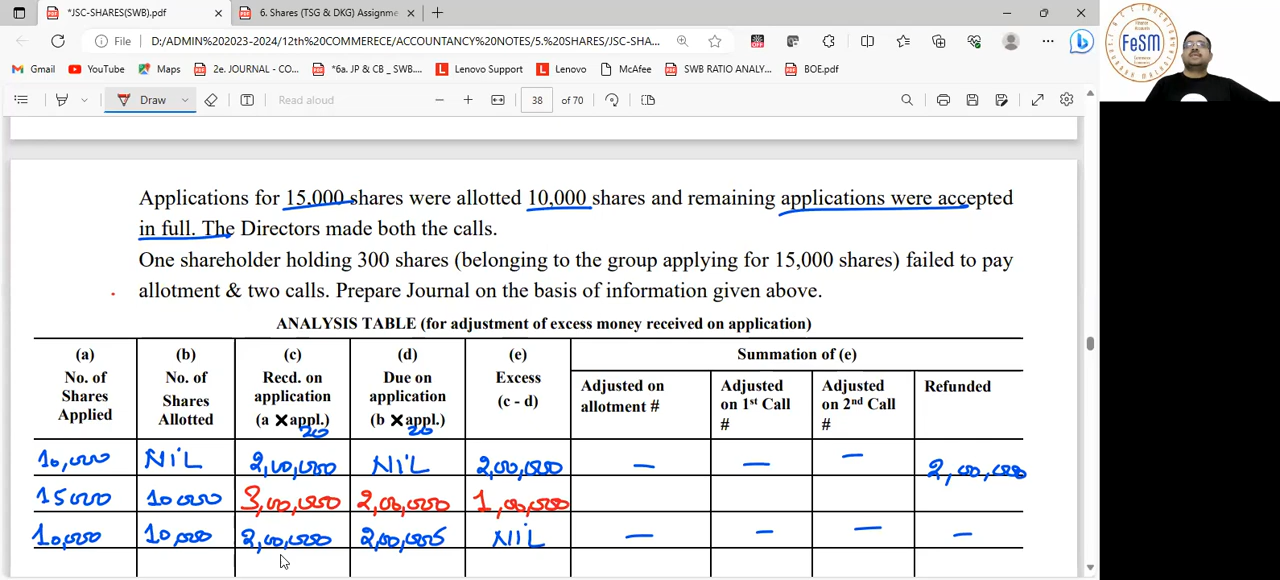 *JSC-SHARES(SWB).pdf
6. Shares (TSG & DKG) Assignme
File
D:/ADMIN%202023-2024/12th%20COMMERECE/ACCOUNTANCY%20NOTES/5.%20SHARES/JSC-SHA...
Gmail
YouTube
Maps
2e. JOURNAL - CO...
*6a. JP & CB _ SWB....
Lenovo Support
Lenovo
McAfee
SWB RATIO ANALY...
BOE.pdf
Draw
Read aloud
38
of 70
FeSM
Applications for 15,000 shares were allotted 10,000 shares and remaining applications were accepted
in full. The Directors made both the calls.
One shareholder holding 300 shares (belonging to the group applying for 15,000 shares) failed to pay
allotment & two calls. Prepare Journal on the basis of information given above.
ANALYSIS TABLE (for adjustment of excess money received on application)
(a) No. of Shares Applied
(b) No. of Shares Allotted
(c) Recd. on application (a ×appl.) 20
(d) Due on application (b ×appl.) 20
(e) Excess (c - d)
Summation of (e)
Adjusted on allotment #
Adjusted on 1st Call #
Adjusted on 2nd Call #
Refunded
10,000 NIL 2,00,000 NIL 2,00,000 — — — 2,00,000
15000 10000 3,00,000 2,00,000 1,00,000
10,000 10,000 2,00,000 2,00,000 NIL — — — —